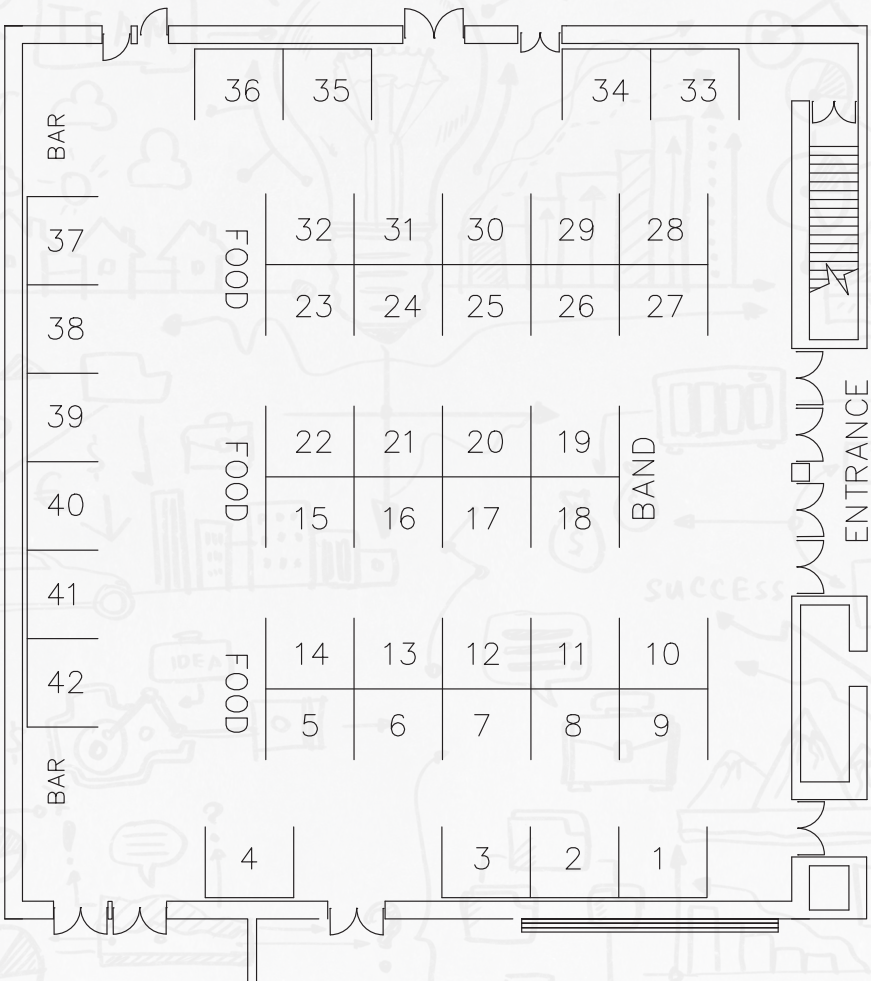 TEAM
36 35 34 33
BAR
37
38
39
40
41
42
BAR
FOOD
32 31 30 29 28
23 24 25 26 27
FOOD
22 21 20 19
15 16 17 18
BAND
ENTRANCE
SUCCESS
IDEA
FOOD
14 13 12 11 10
5 6 7 8 9
4 3 2 1